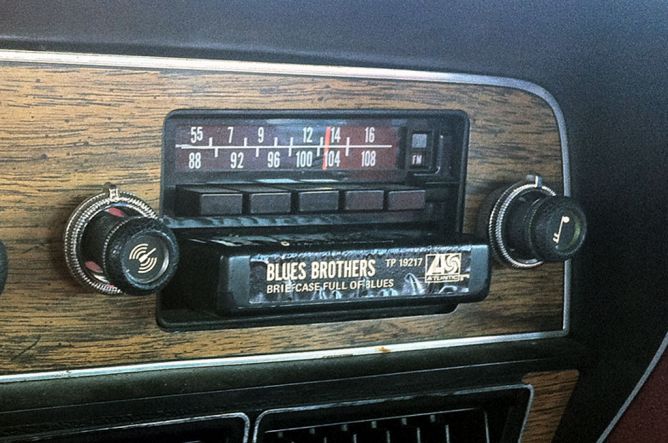 55 7 9 12 14 16
88 92 96 100 104 108
FM
BLUES BROTHERS TP 19217
BRIEFCASE FULL OF BLUES
ATLANTIC